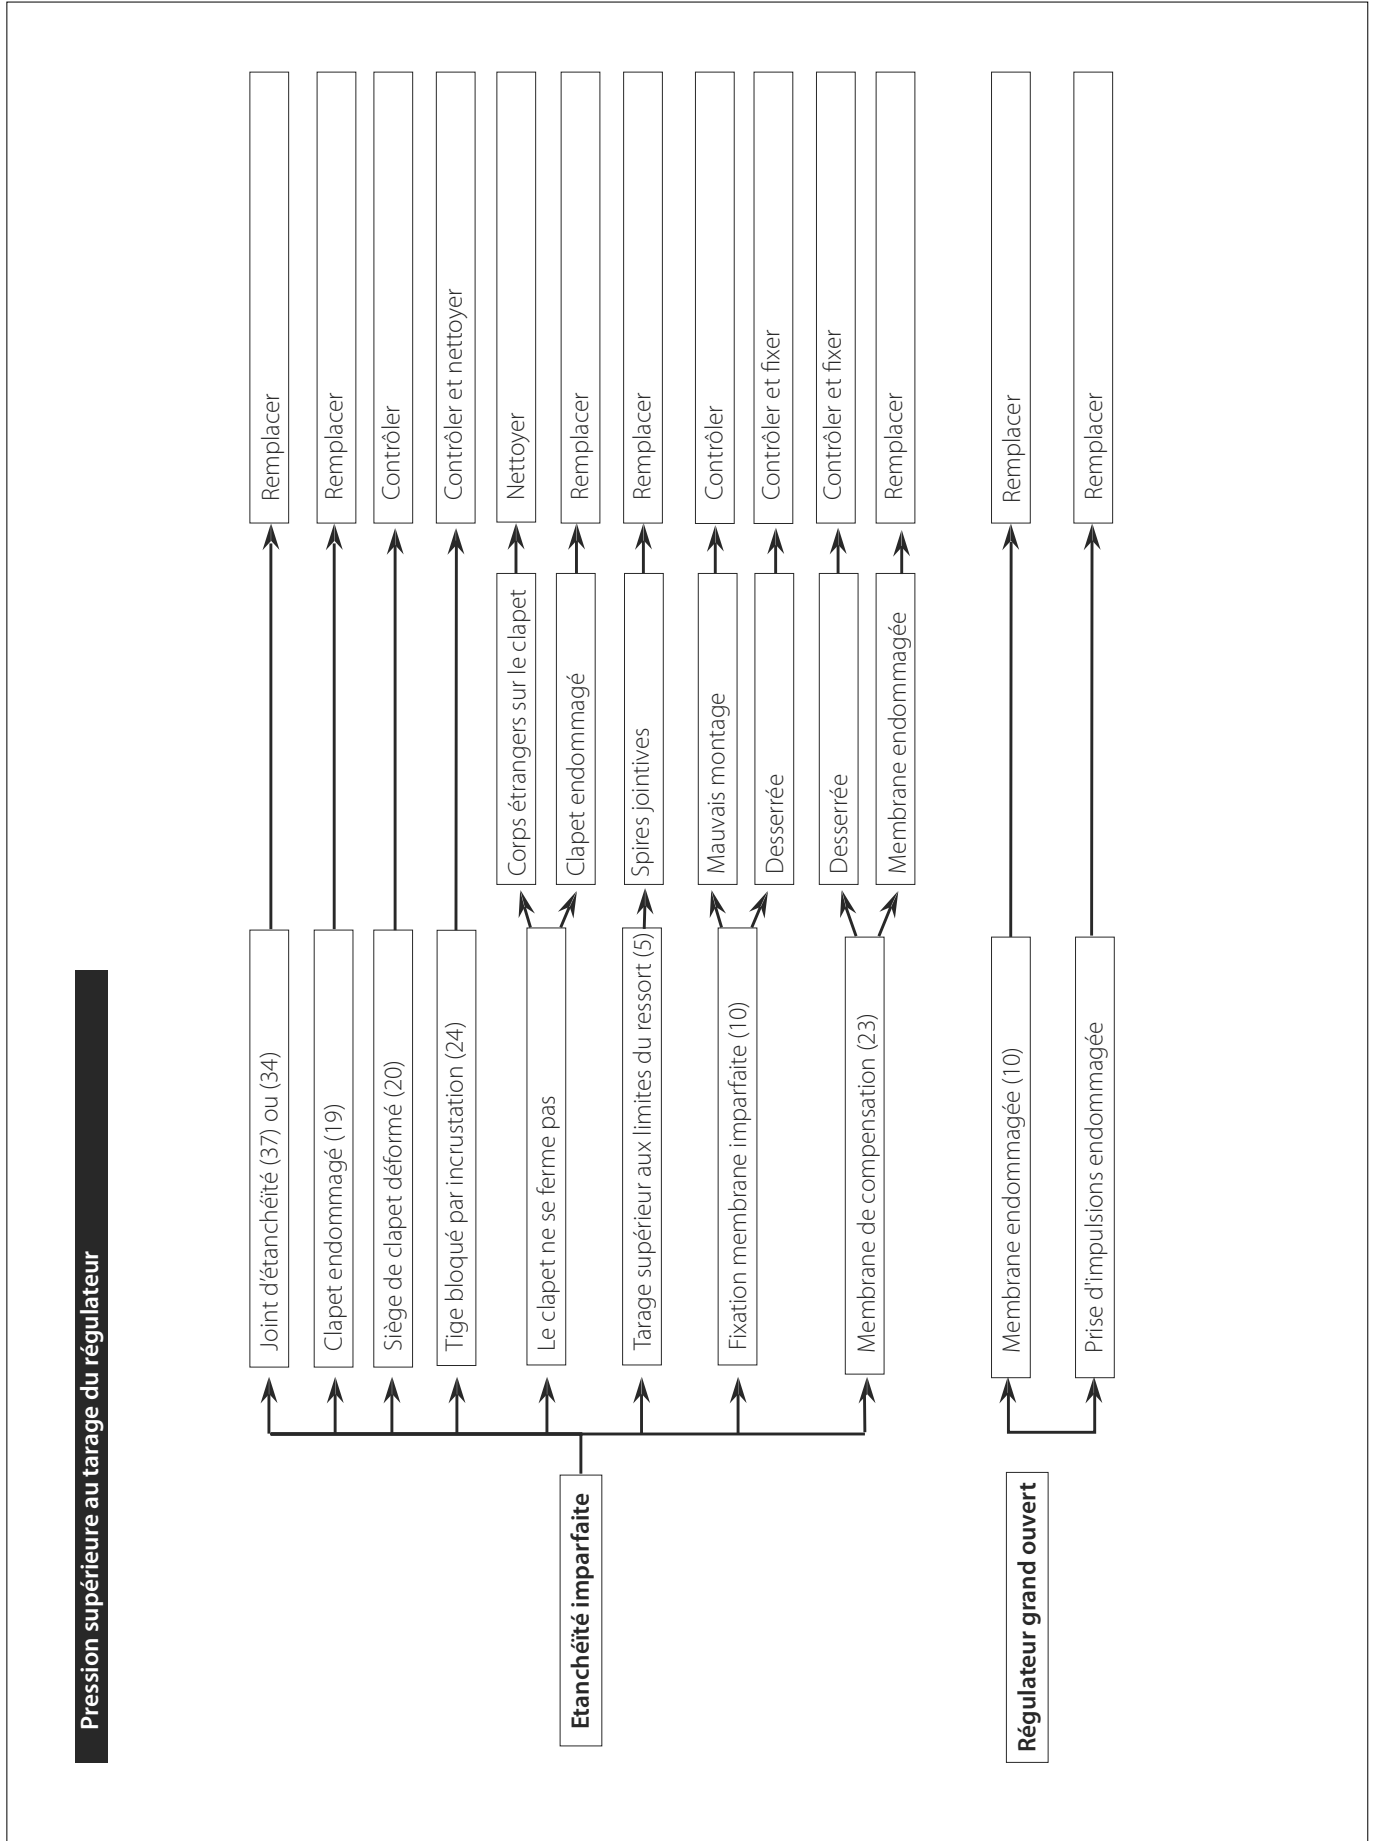 Pression supérieure au tarage du régulateur
Etanchéïté imparfaite
Joint d'étanchéïté (37) ou (34)
Remplacer
Clapet endommagé (19)
Remplacer
Siège de clapet déformé (20)
Contrôler
Tige bloqué par incrustation (24)
Contrôler et nettoyer
Le clapet ne se ferme pas
Corps étrangers sur le clapet
Nettoyer
Clapet endommagé
Remplacer
Tarage supérieur aux limites du ressort (5)
Spires jointives
Remplacer
Fixation membrane imparfaite (10)
Mauvais montage
Contrôler
Desserrée
Contrôler et fixer
Membrane de compensation (23)
Desserrée
Contrôler et fixer
Membrane endommagée
Remplacer
Régulateur grand ouvert
Membrane endommagée (10)
Remplacer
Prise d'impulsions endommagée
Remplacer